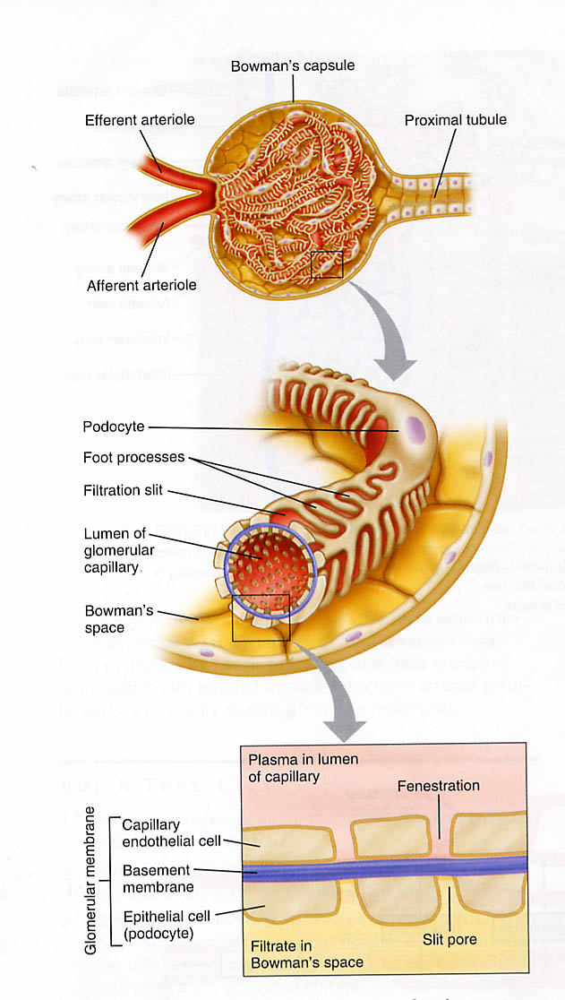 Bowman's capsule
Efferent arteriole
Proximal tubule
Afferent arteriole
Podocyte
Foot processes
Filtration slit
Lumen of
glomerular
capillary.
Bowman's
space
Plasma in lumen
of capillary
Fenestration
Glomerular membrane
Capillary
endothelial cell
Basement
membrane
Epithelial cell
(podocyte)
Slit pore
Filtrate in
Bowman's space